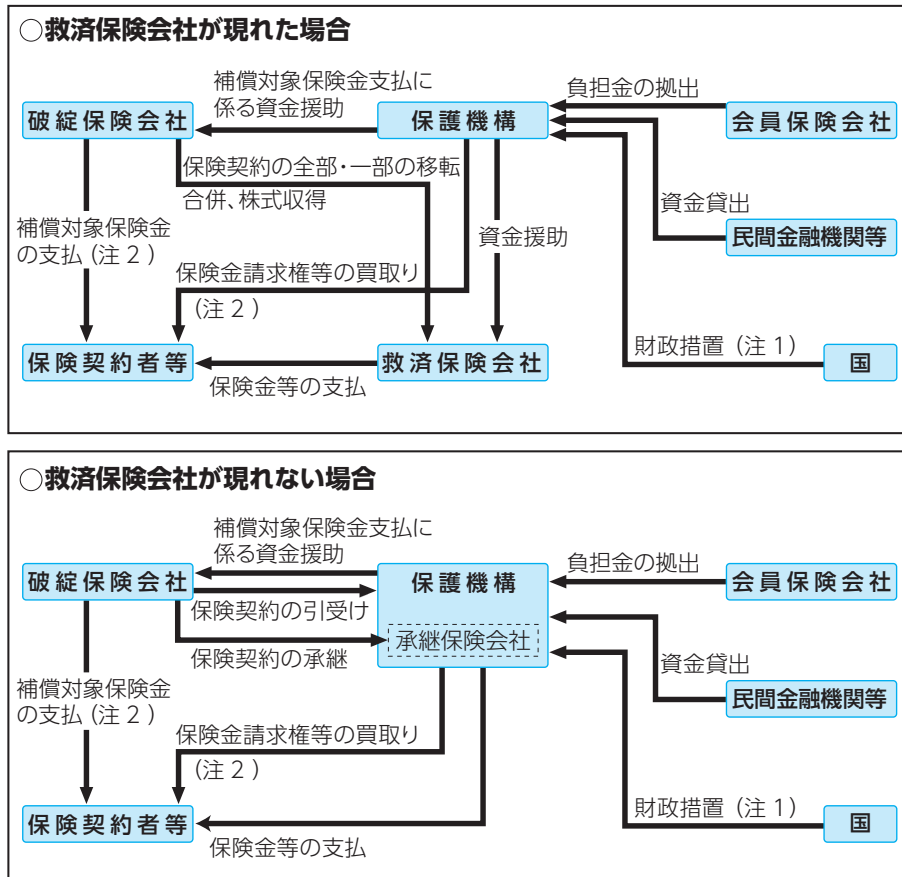 ○救済保険会社が現れた場合
補償対象保険金支払に
係る資金援助
負担金の拠出
破綻保険会社
保護機構
会員保険会社
保険契約の全部・一部の移転
合併、株式取得
資金貸出
補償対象保険金
の支払(注2)
資金援助
民間金融機関等
保険金請求権等の買取り
(注2)
財政措置(注1)
保険契約者等
救済保険会社
国
保険金等の支払
○救済保険会社が現れない場合
補償対象保険金支払に
係る資金援助
負担金の拠出
破綻保険会社
保護機構
会員保険会社
保険契約の引受け
承継保険会社
保険契約の承継
資金貸出
補償対象保険金
の支払(注2)
民間金融機関等
保険金請求権等の買取り
(注2)
財政措置(注1)
保険契約者等
国
保険金等の支払